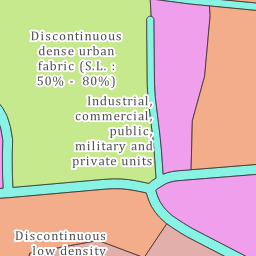 Discontinuous
dense urban
fabric (S.L. :
50% - 80%)
Industrial,
commercial,
public,
military and
private units
Discontinuous
low density